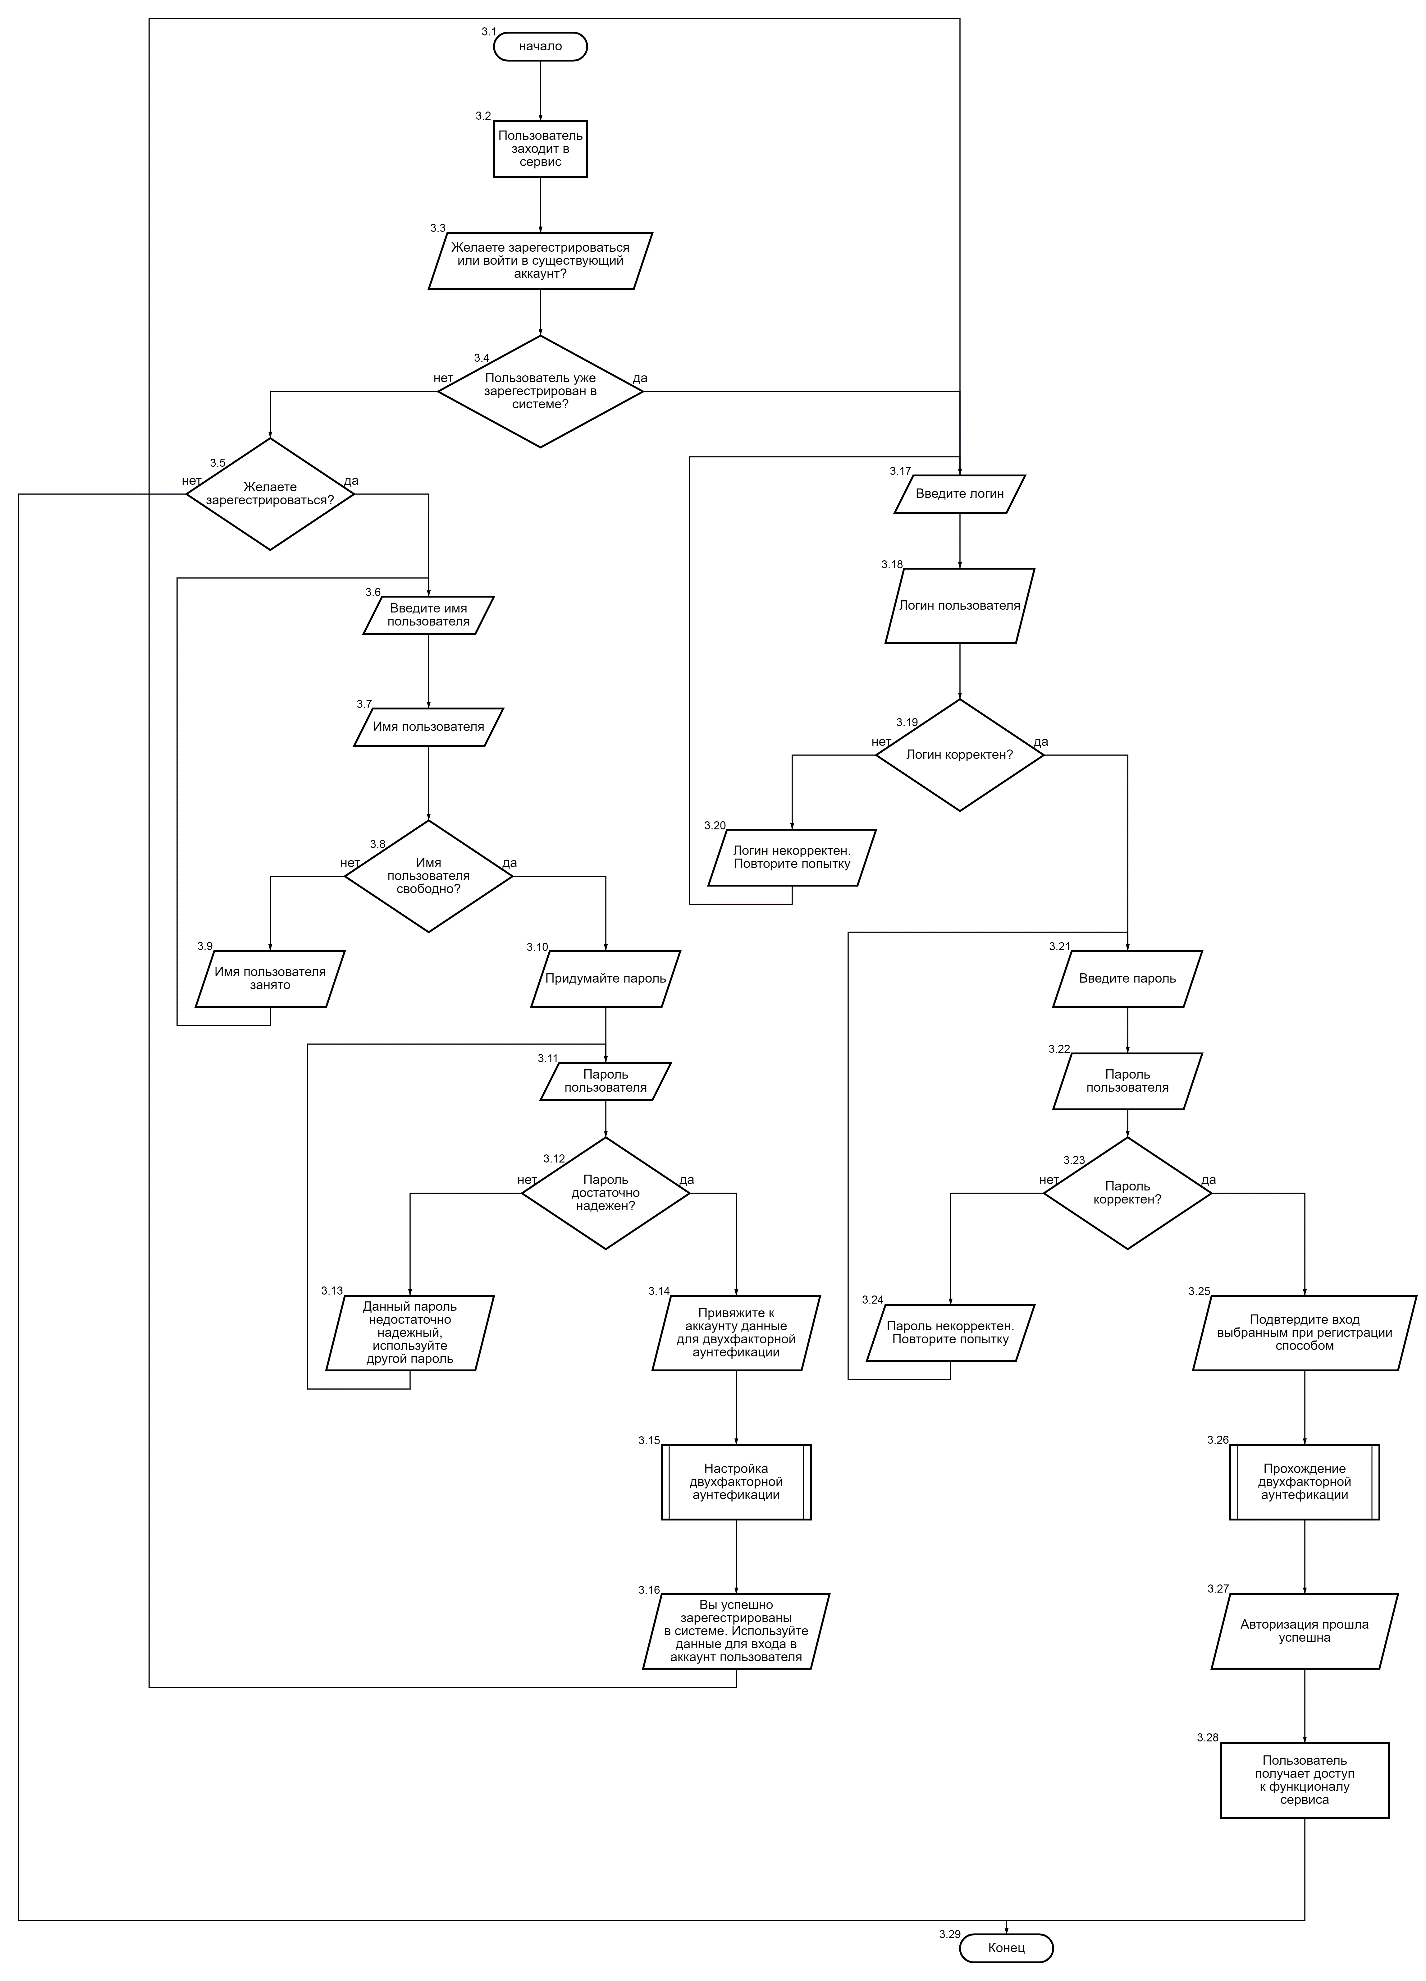 3.1
начало
3.2
Пользователь
заходит в
сервис
3.3
Желаете зарегестрироваться
или войти в существующий
аккаунт?
3.4
нет
да
Пользователь уже
зарегестрирован в
системе?
3.5
нет
да
Желаете
зарегестрироваться?
3.6
Введите имя
пользователя
3.7
Имя пользователя
3.8
нет
да
Имя
пользователя
свободно?
3.9
Имя пользователя
занято
3.10
Придумайте пароль
3.11
Пароль
пользователя
3.12
нет
да
Пароль
достаточно
надежен?
3.13
Данный пароль
недостаточно
надежный,
используйте
другой пароль
3.14
Привяжите к
аккаунту данные
для двухфакторной
аунтефикации
3.15
Настройка
двухфакторной
аунтефикации
3.16
Вы успешно
зарегестрированы
в системе. Используйте
данные для входа в
аккаунт пользователя
3.17
Введите логин
3.18
Логин пользователя
3.19
нет
да
Логин корректен?
3.20
Логин некорректен.
Повторите попытку
3.21
Введите пароль
3.22
Пароль
пользователя
3.23
нет
да
Пароль
корректен?
3.24
Пароль некорректен.
Повторите попытку
3.25
Подвтердите вход
выбранным при регистрации
способом
3.26
Прохождение
двухфакторной
аунтефикации
3.27
Авторизация прошла
успешна
3.28
Пользователь
получает доступ
к функционалу
сервиса
3.29
Конец